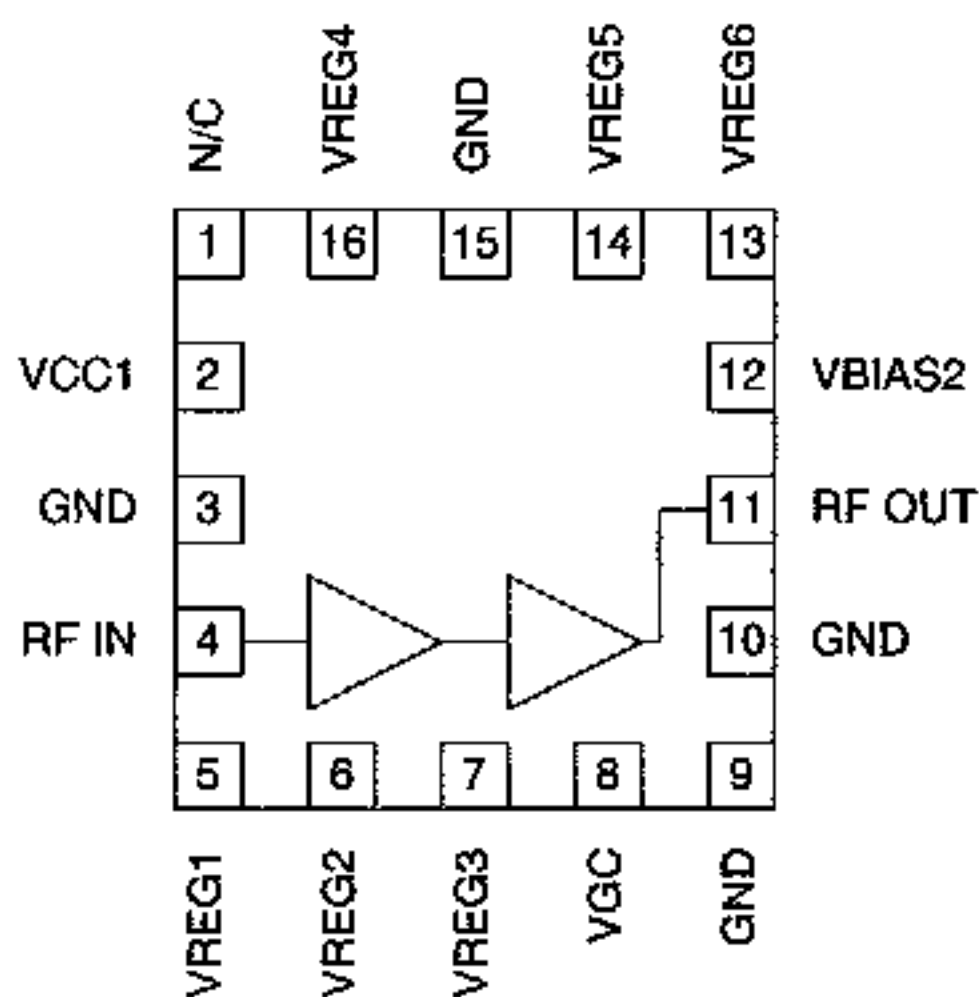 N/C
VREG4
GND
VREG5
VREG6
1 16 15 14 13
VCC1 2 12 VBIAS2
GND 3 11 RF OUT
RF IN 4 10 GND
5 6 7 8 9
VREG1
VREG2
VREG3
VGC
GND